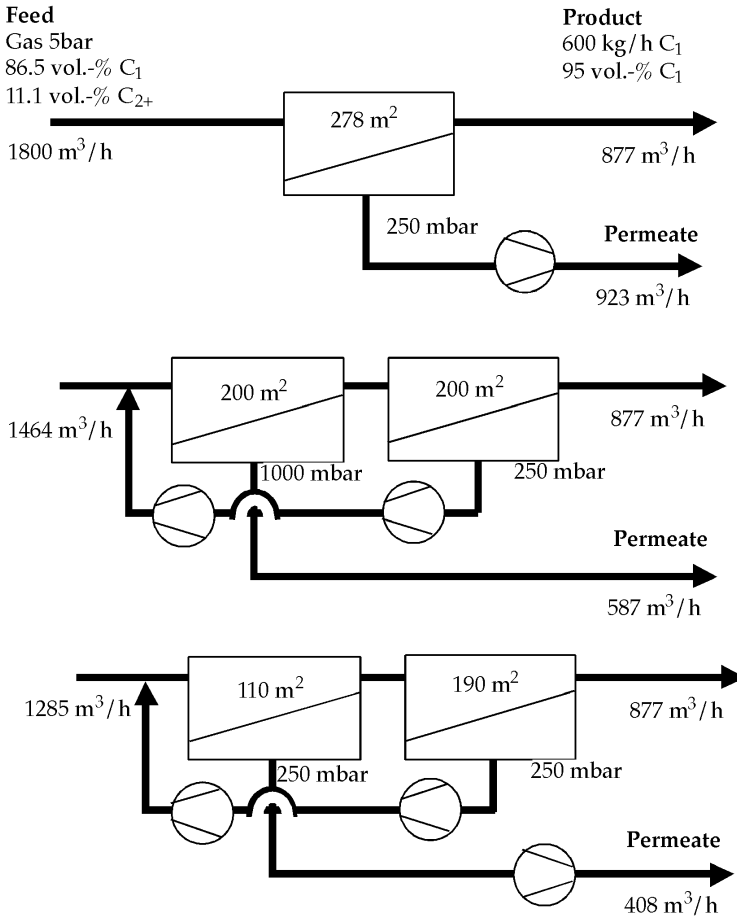 Feed
Gas 5bar
86.5 vol.-% C₁
11.1 vol.-% C₂₊
1800 m³/h
278 m²
Product
600 kg/h C₁
95 vol.-% C₁
877 m³/h
250 mbar
Permeate
923 m³/h
200 m²
200 m²
1464 m³/h
877 m³/h
1000 mbar
250 mbar
Permeate
587 m³/h
110 m²
190 m²
1285 m³/h
877 m³/h
250 mbar
250 mbar
Permeate
408 m³/h